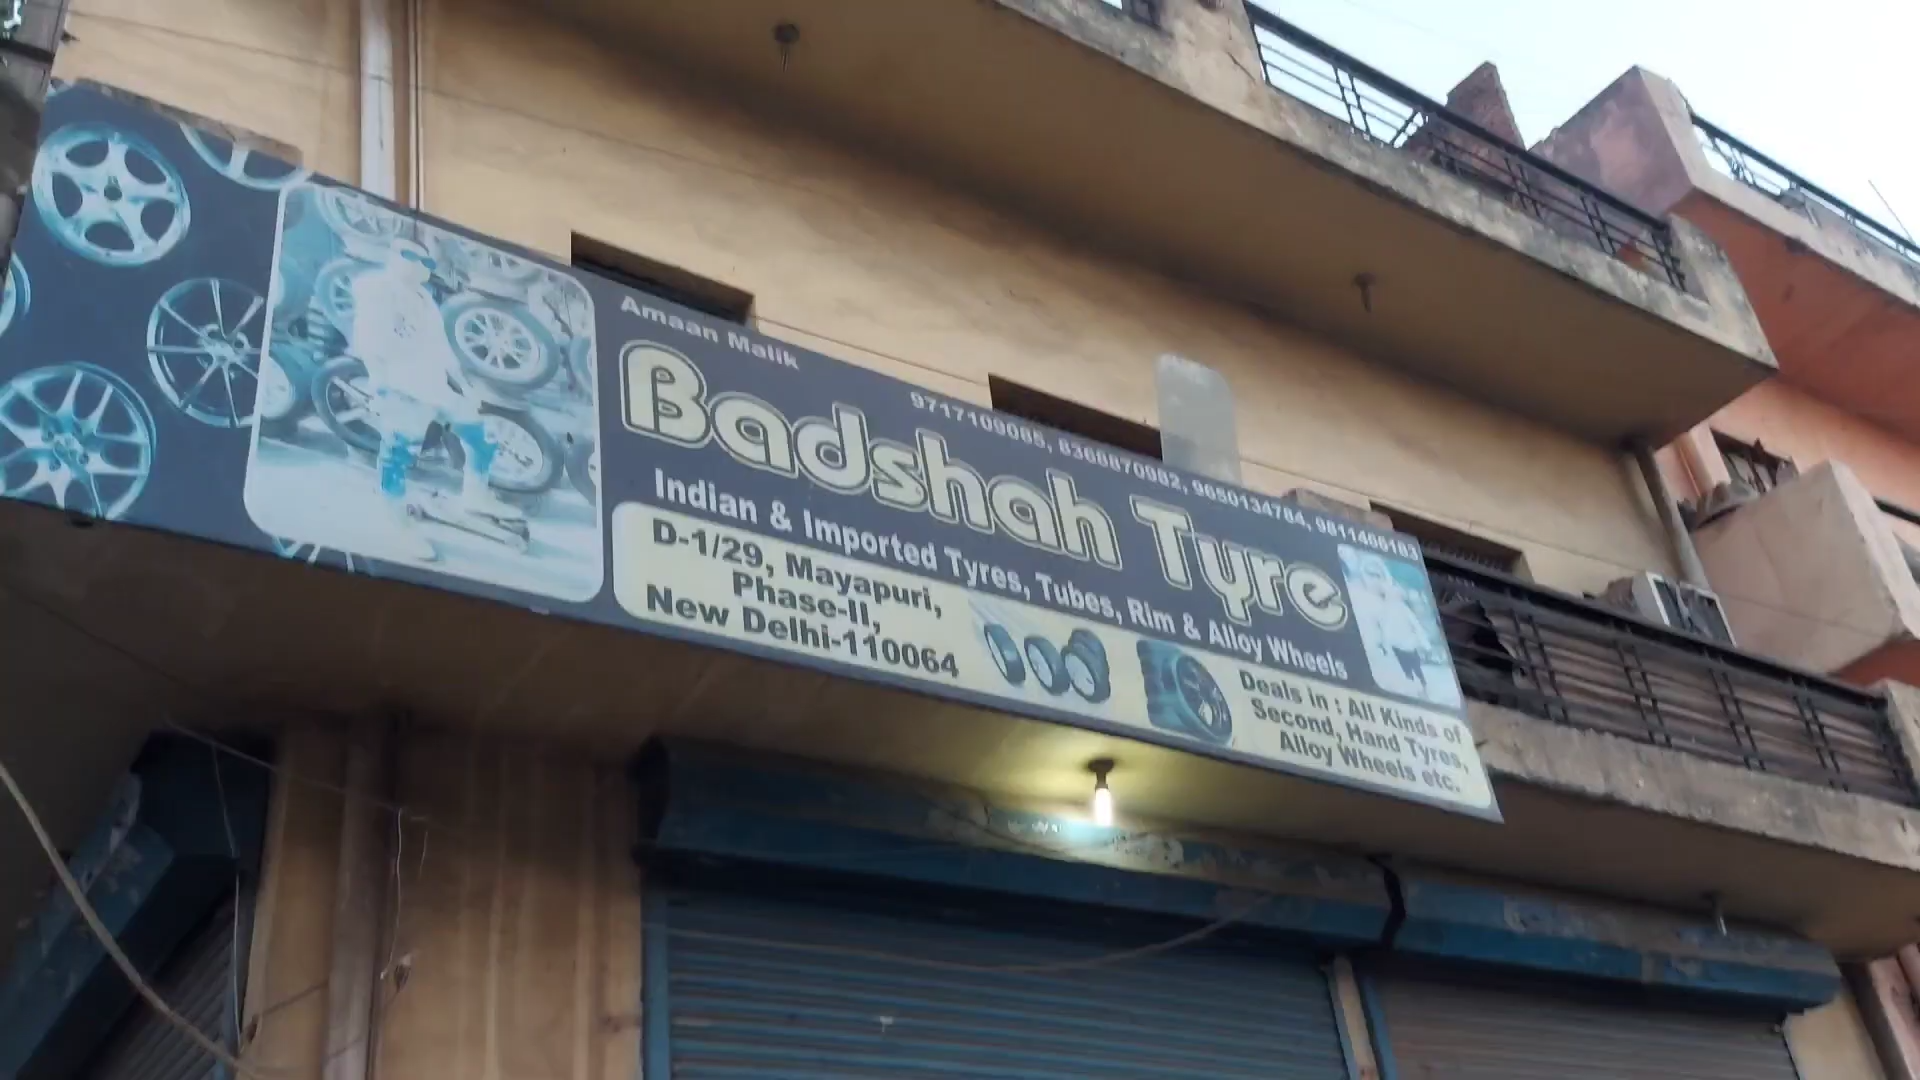 Amaan Malik
9717109085, 8368870982, 9650134784, 9811466183
Badshah Tyre
Indian & Imported Tyres, Tubes, Rim & Alloy Wheels
D-1/29, Mayapuri,
Phase-II,
New Delhi-110064
Deals in : All Kinds of
Second, Hand Tyres,
Alloy Wheels etc.